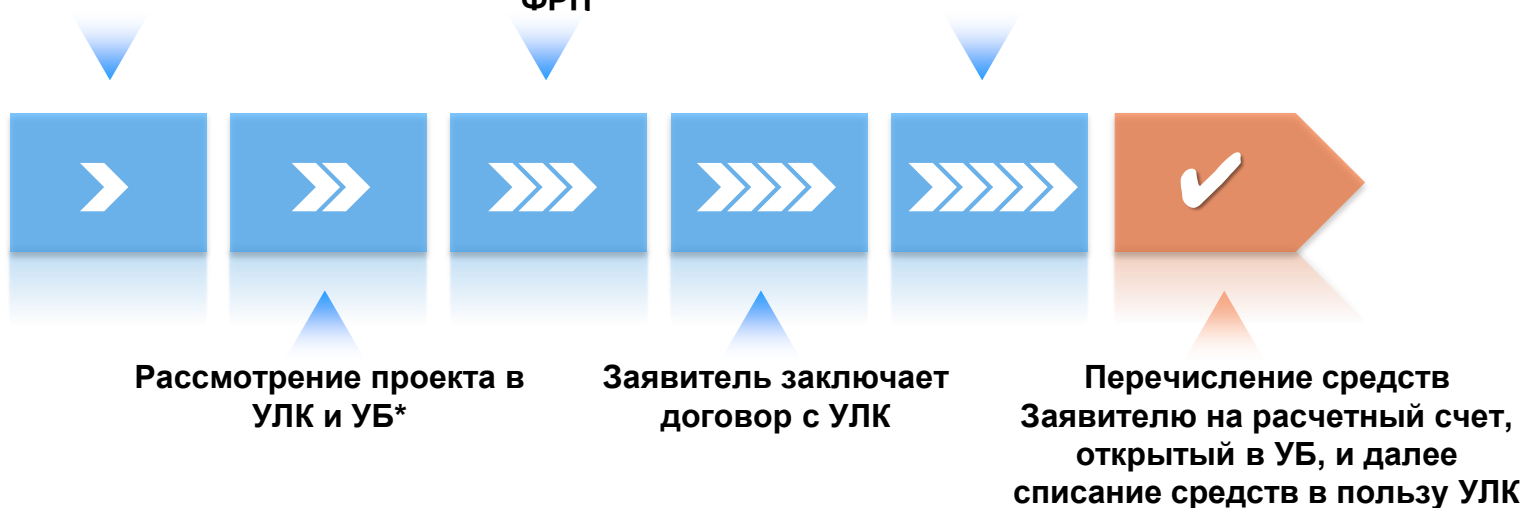 ФРП
Рассмотрение проекта в
УЛК и УБ*
Заявитель заключает
договор с УЛК
Перечисление средств
Заявителю на расчетный счет,
открытый в УБ, и далее
списание средств в пользу УЛК